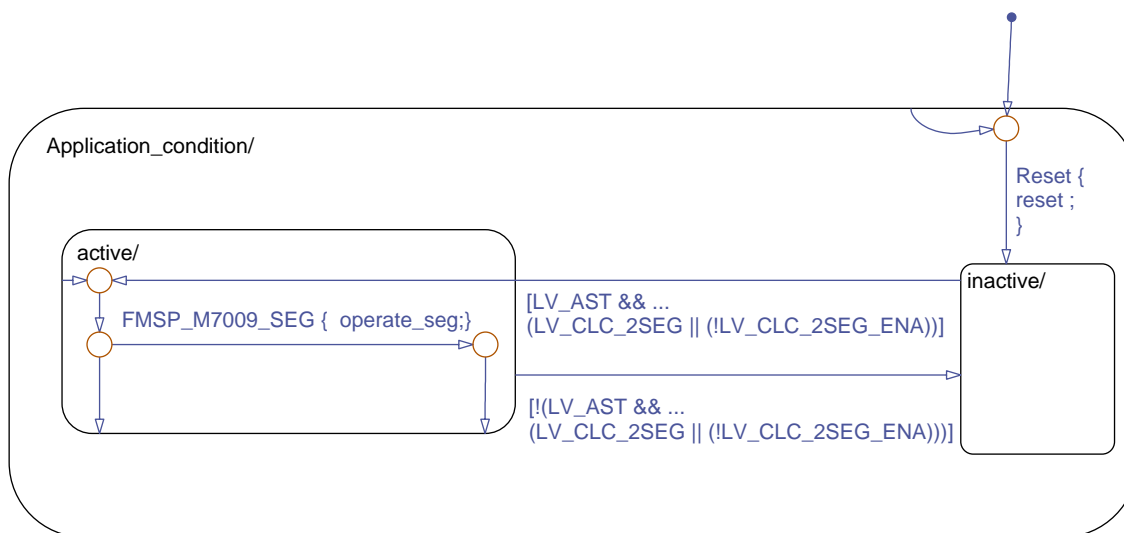 Application_condition/
Reset {
reset ;
}
active/
inactive/
[LV_AST && ...
(LV_CLC_2SEG || (!LV_CLC_2SEG_ENA))]
FMSP_M7009_SEG {  operate_seg;}
[!(LV_AST && ...
(LV_CLC_2SEG || (!LV_CLC_2SEG_ENA)))]